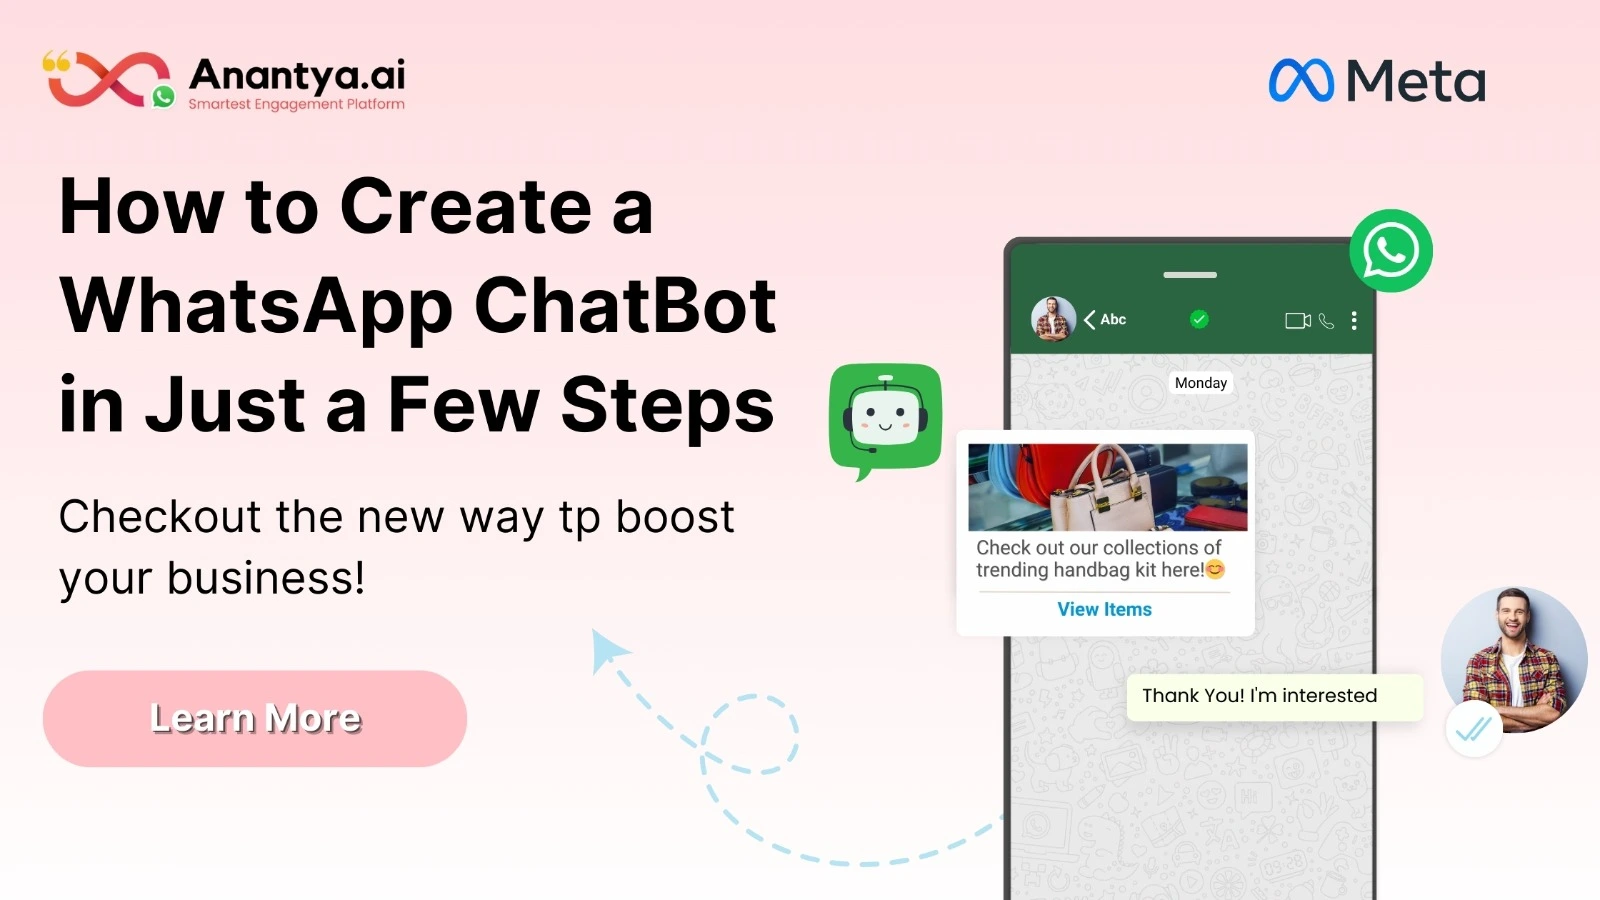 Anantya.ai
Smartest Engagement Platform
Meta
How to Create a
WhatsApp ChatBot
in Just a Few Steps
Checkout the new way tp boost
your business!
Learn More
Abc
Monday
Check out our collections of
trending handbag kit here!😊
View Items
Thank You! I'm interested